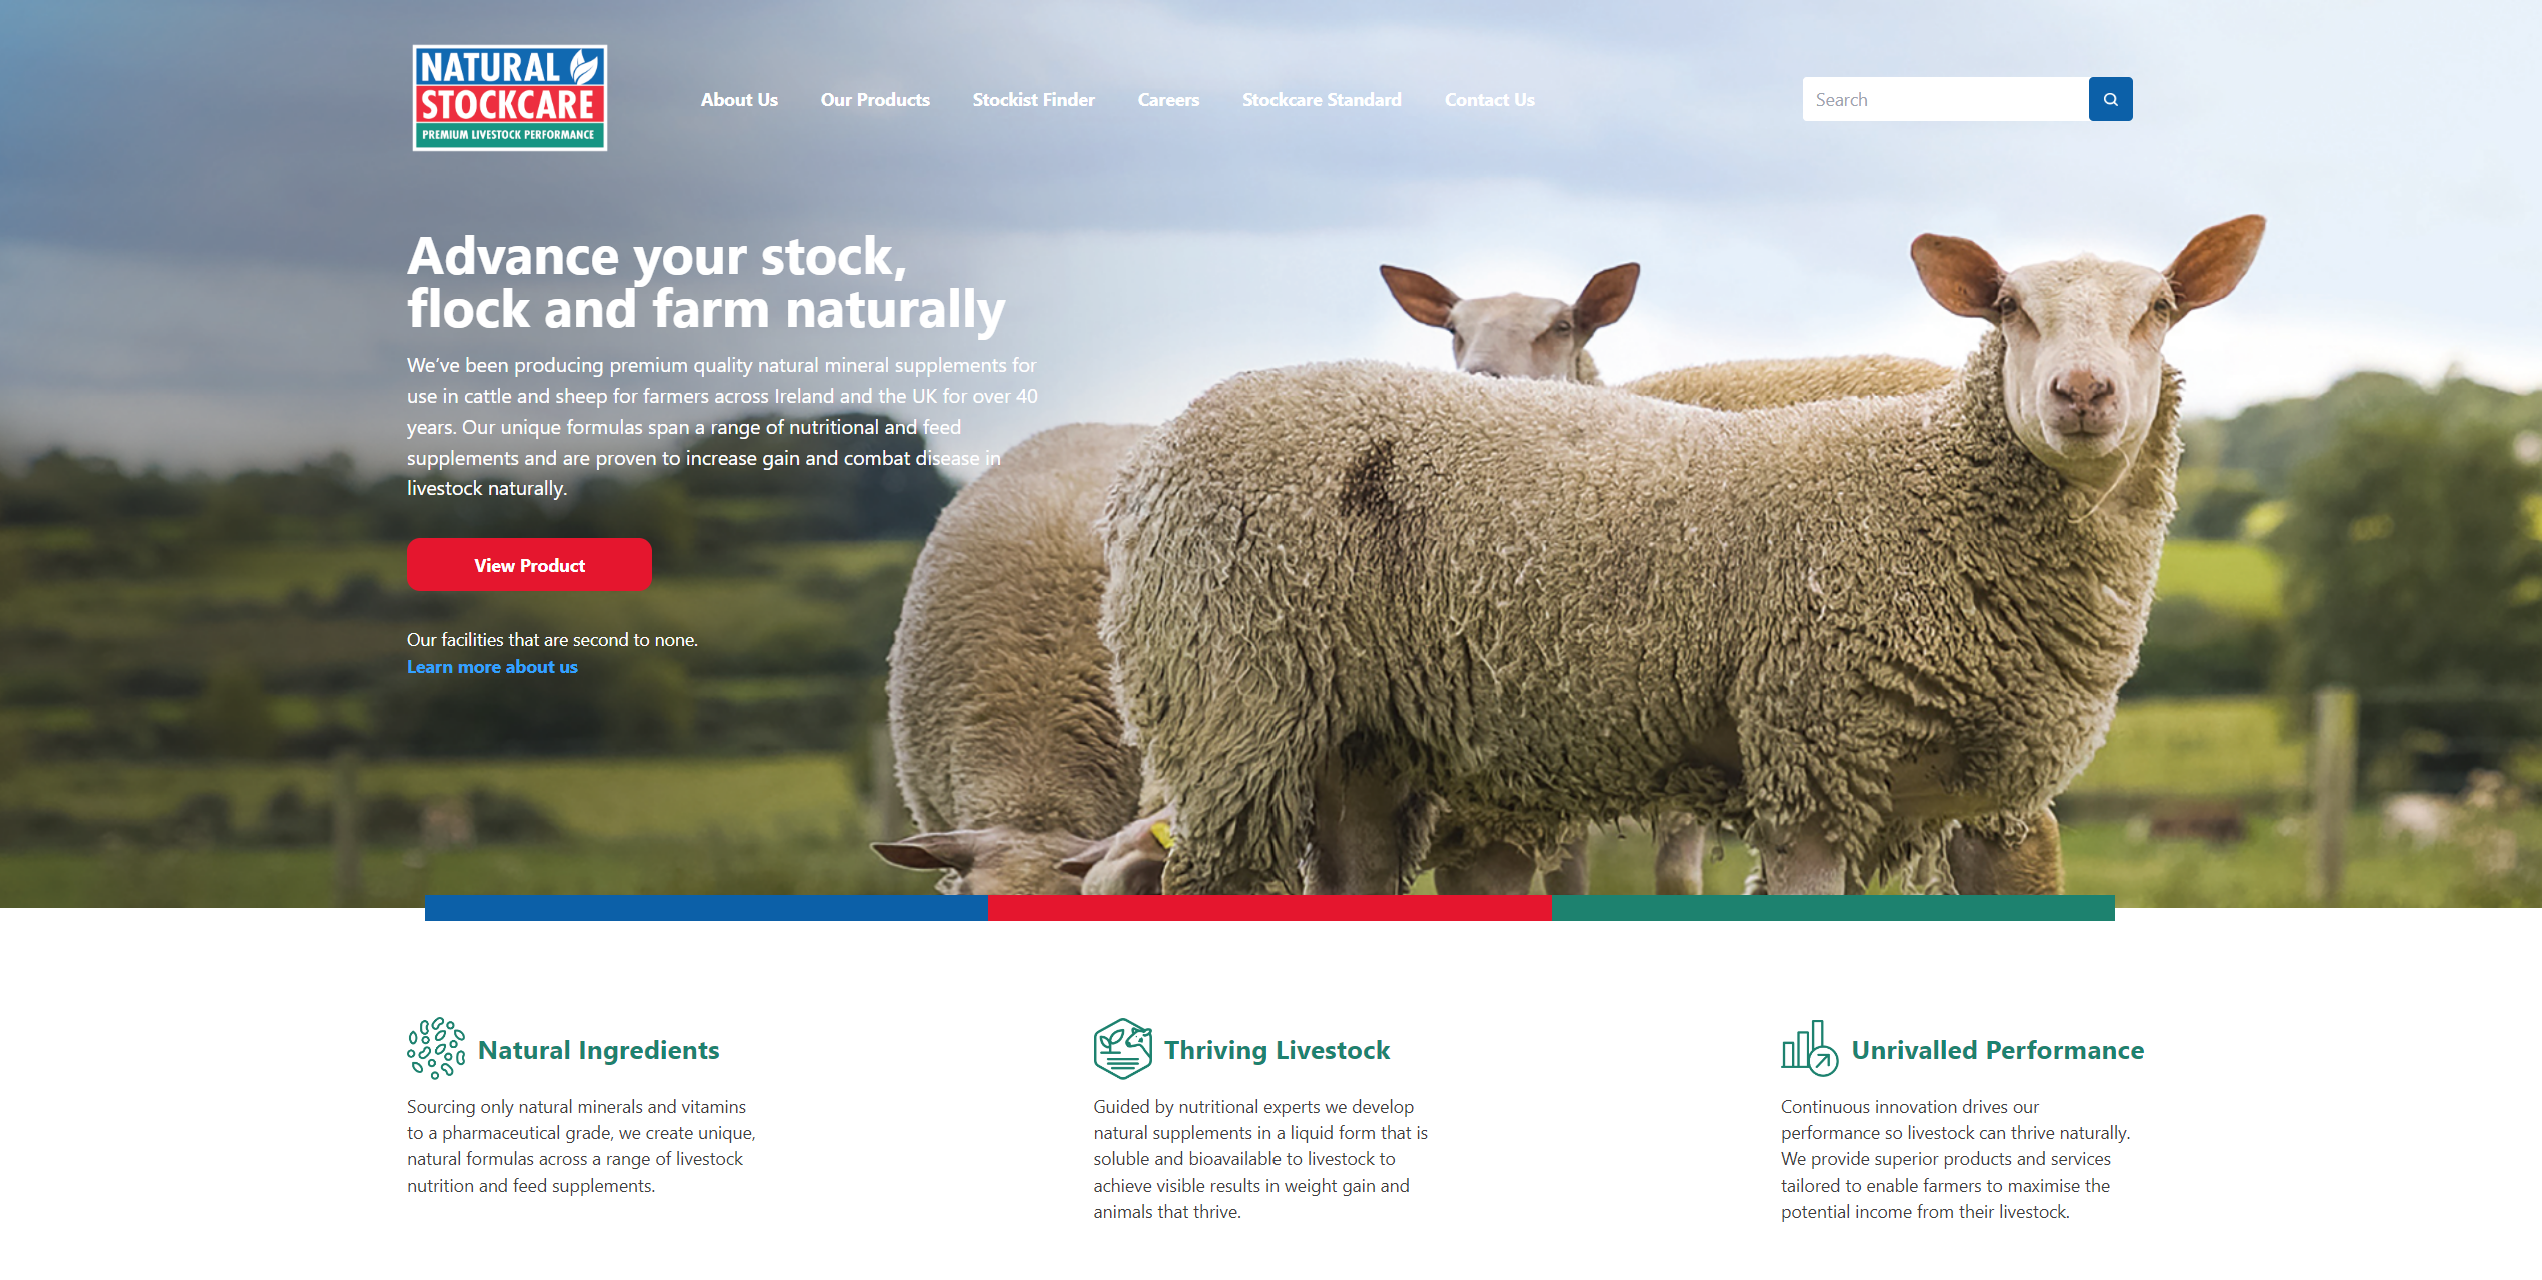 NATURAL
STOCKCARE
PREMIUM LIVESTOCK PERFORMANCE
About Us
Our Products
Stockist Finder
Careers
Stockcare Standard
Contact Us
Search
Advance your stock,
flock and farm naturally
We’ve been producing premium quality natural mineral supplements for
use in cattle and sheep for farmers across Ireland and the UK for over 40
years. Our unique formulas span a range of nutritional and feed
supplements and are proven to increase gain and combat disease in
livestock naturally.
View Product
Our facilities that are second to none.
Learn more about us
Natural Ingredients
Sourcing only natural minerals and vitamins
to a pharmaceutical grade, we create unique,
natural formulas across a range of livestock
nutrition and feed supplements.
Thriving Livestock
Guided by nutritional experts we develop
natural supplements in a liquid form that is
soluble and bioavailable to livestock to
achieve visible results in weight gain and
animals that thrive.
Unrivalled Performance
Continuous innovation drives our
performance so livestock can thrive naturally.
We provide superior products and services
tailored to enable farmers to maximise the
potential income from their livestock.